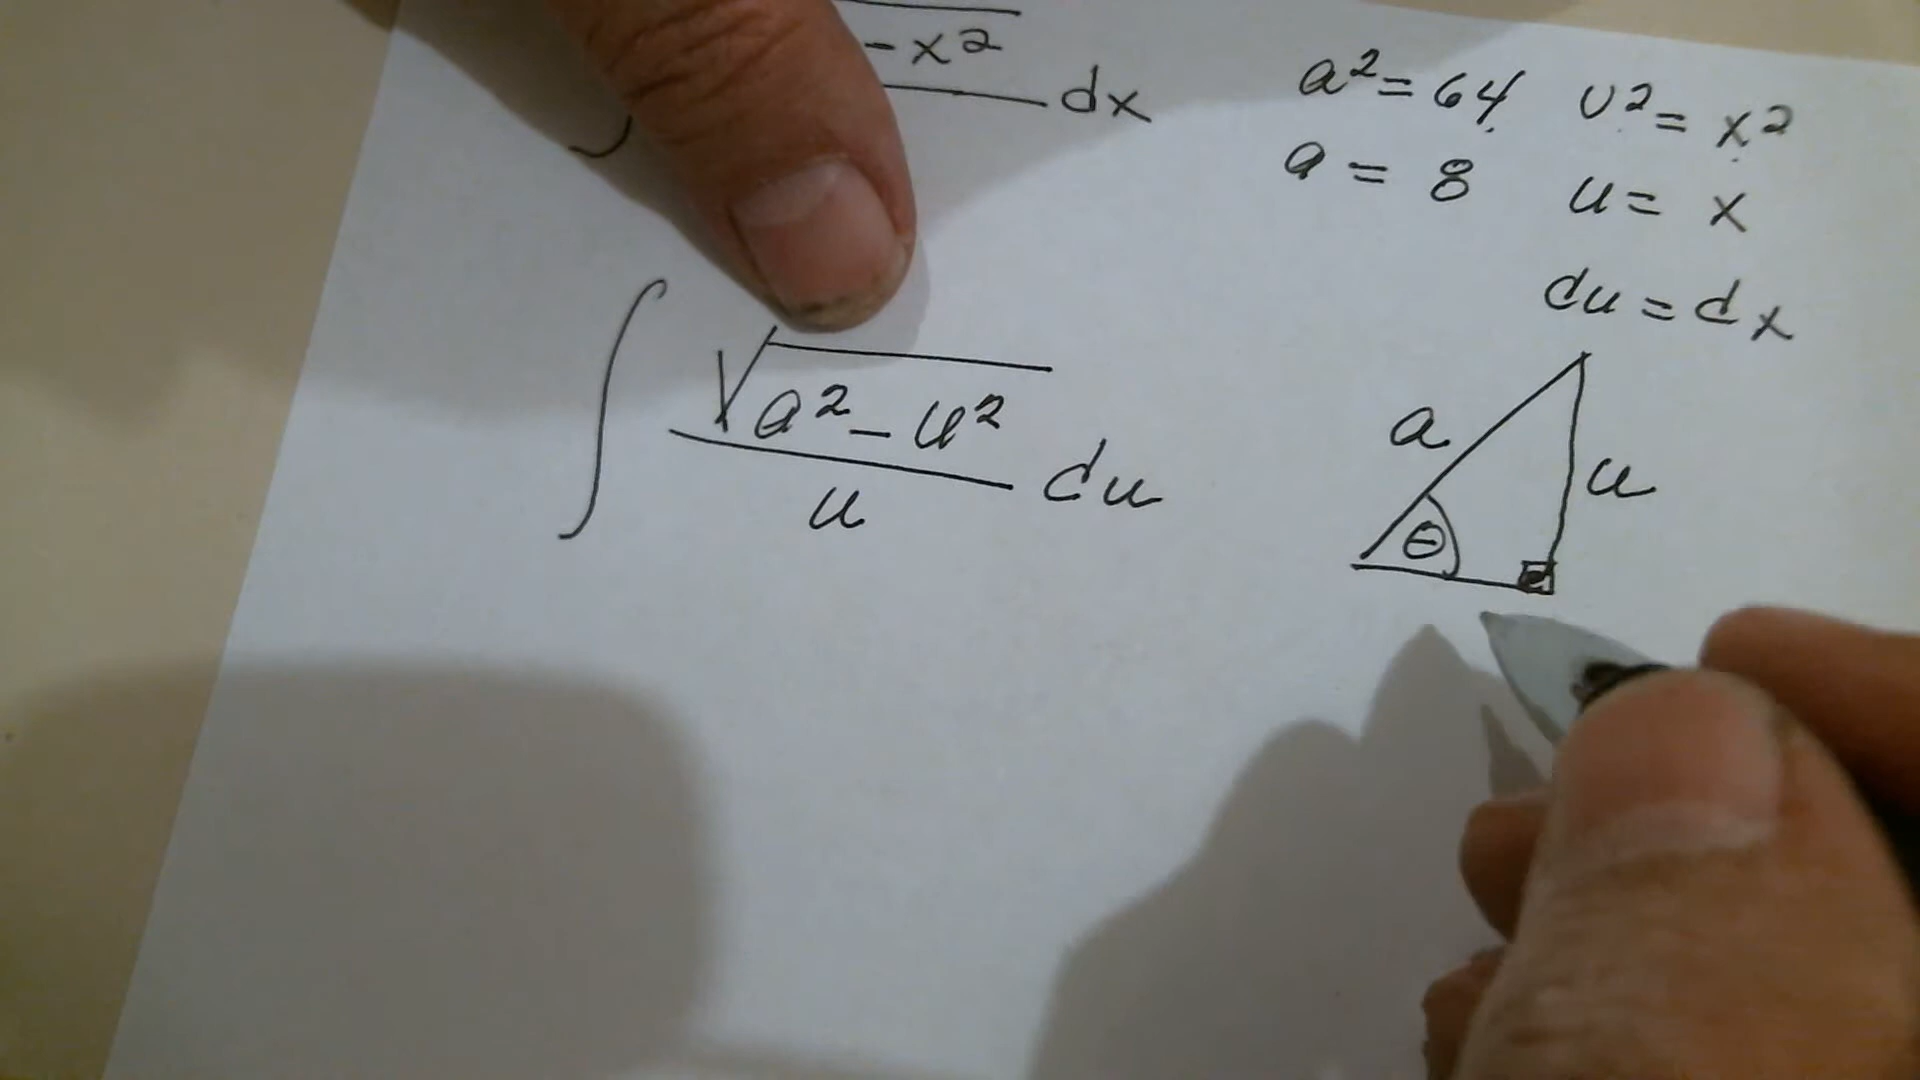 - x² dx
a² = 64 u² = x²
a = 8 u = x
du = dx
∫ √(a² - u²) / u du
a
u
θ